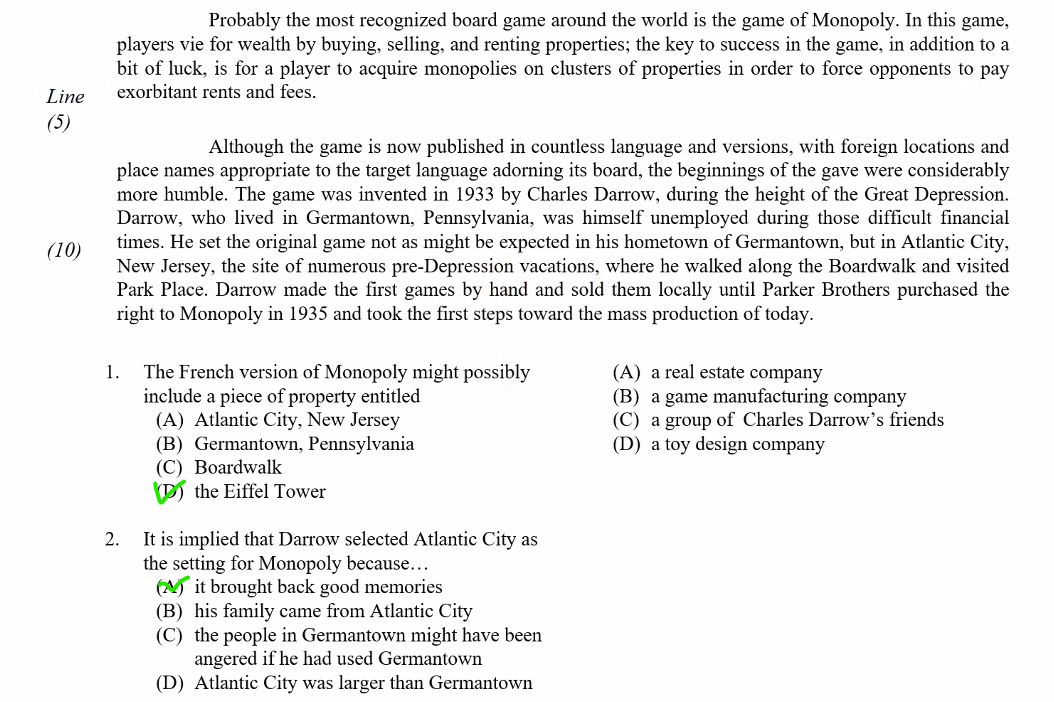 Probably the most recognized board game around the world is the game of Monopoly. In this game,
players vie for wealth by buying, selling, and renting properties; the key to success in the game, in addition to a
bit of luck, is for a player to acquire monopolies on clusters of properties in order to force opponents to pay
Line
exorbitant rents and fees.
(5)
Although the game is now published in countless language and versions, with foreign locations and
place names appropriate to the target language adorning its board, the beginnings of the gave were considerably
more humble. The game was invented in 1933 by Charles Darrow, during the height of the Great Depression.
Darrow, who lived in Germantown, Pennsylvania, was himself unemployed during those difficult financial
(10)
times. He set the original game not as might be expected in his hometown of Germantown, but in Atlantic City,
New Jersey, the site of numerous pre-Depression vacations, where he walked along the Boardwalk and visited
Park Place. Darrow made the first games by hand and sold them locally until Parker Brothers purchased the
right to Monopoly in 1935 and took the first steps toward the mass production of today.
1. The French version of Monopoly might possibly
include a piece of property entitled
(A) Atlantic City, New Jersey
(B) Germantown, Pennsylvania
(C) Boardwalk
(D) the Eiffel Tower
2. It is implied that Darrow selected Atlantic City as
the setting for Monopoly because…
(A) it brought back good memories
(B) his family came from Atlantic City
(C) the people in Germantown might have been
angered if he had used Germantown
(D) Atlantic City was larger than Germantown
(A) a real estate company
(B) a game manufacturing company
(C) a group of Charles Darrow's friends
(D) a toy design company